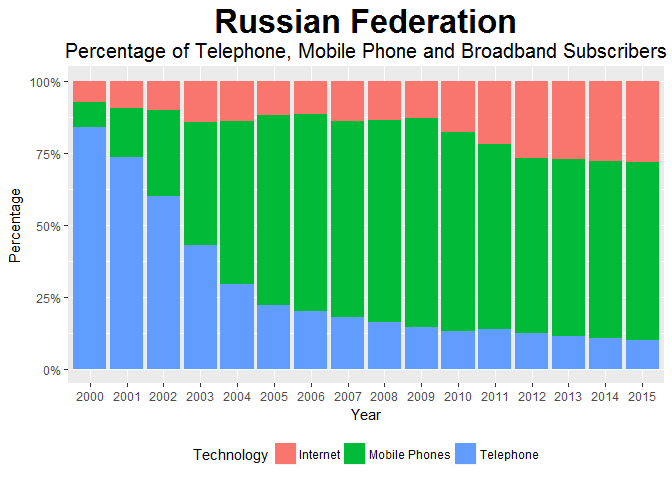 Russian Federation
Percentage of Telephone, Mobile Phone and Broadband Subscribers
100%
75%
50%
25%
0%
Percentage
2000 2001 2002 2003 2004 2005 2006 2007 2008 2009 2010 2011 2012 2013 2014 2015
Year
Technology Internet Mobile Phones Telephone